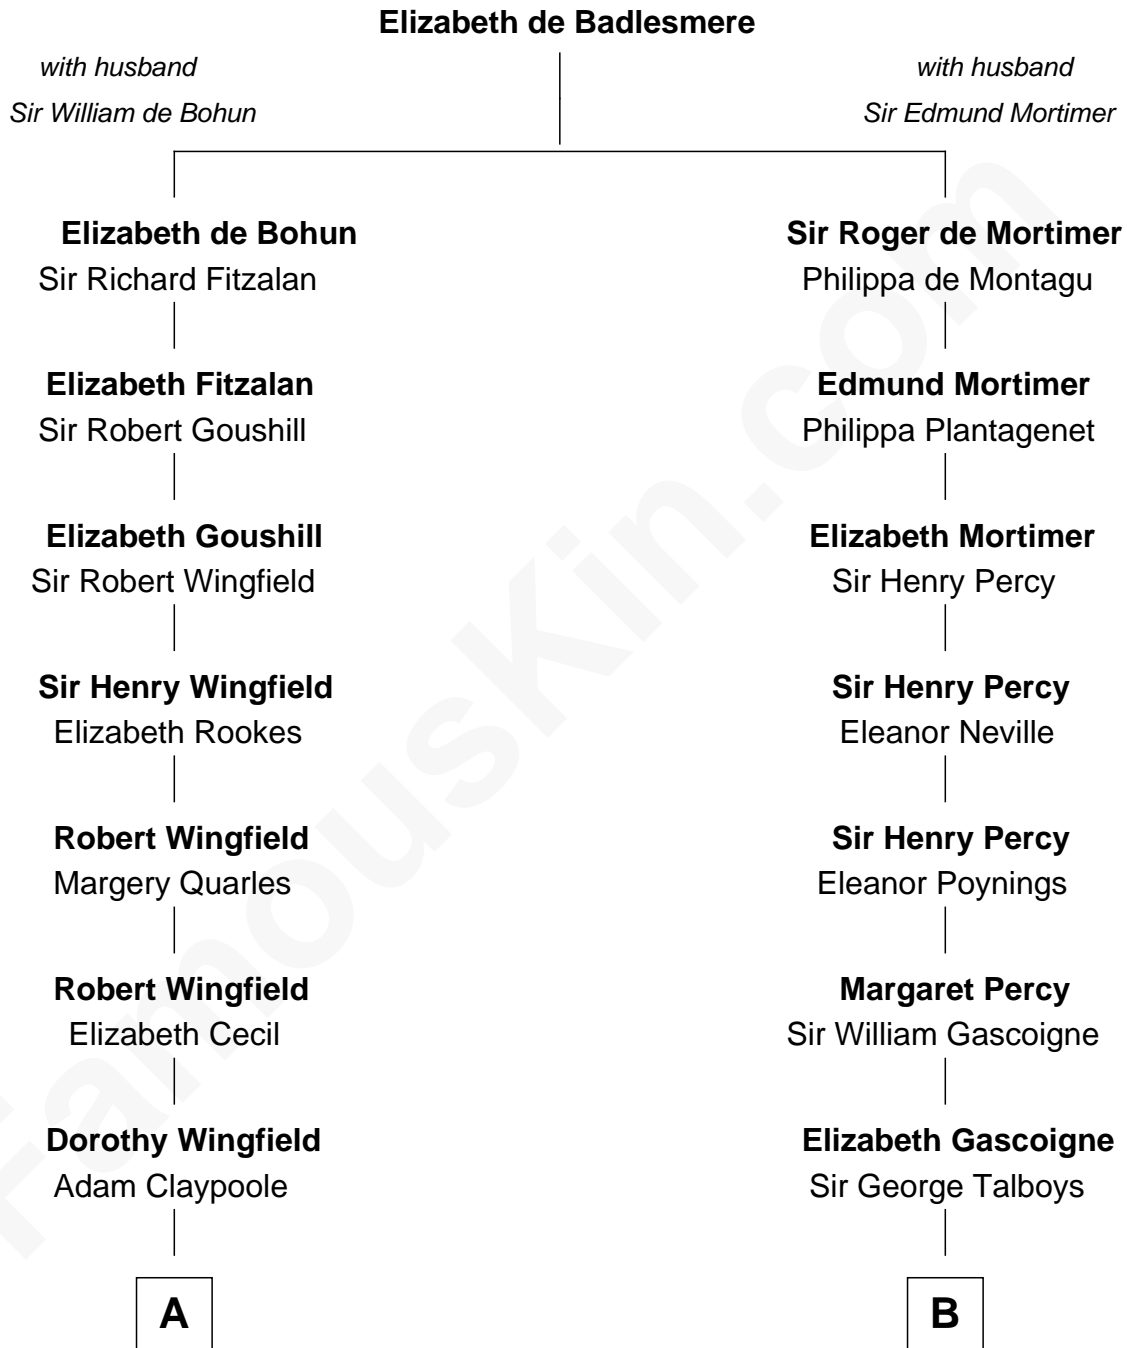 Elizabeth de Badlesmere
with husband
Sir William de Bohun
with husband
Sir Edmund Mortimer
Elizabeth de Bohun
Sir Richard Fitzalan
Elizabeth Fitzalan
Sir Robert Goushill
Elizabeth Goushill
Sir Robert Wingfield
Sir Henry Wingfield
Elizabeth Rookes
Robert Wingfield
Margery Quarles
Robert Wingfield
Elizabeth Cecil
Dorothy Wingfield
Adam Claypoole
A
Sir Roger de Mortimer
Philippa de Montagu
Edmund Mortimer
Philippa Plantagenet
Elizabeth Mortimer
Sir Henry Percy
Sir Henry Percy
Eleanor Neville
Sir Henry Percy
Eleanor Poynings
Margaret Percy
Sir William Gascoigne
Elizabeth Gascoigne
Sir George Talboys
B
FamousKin.com